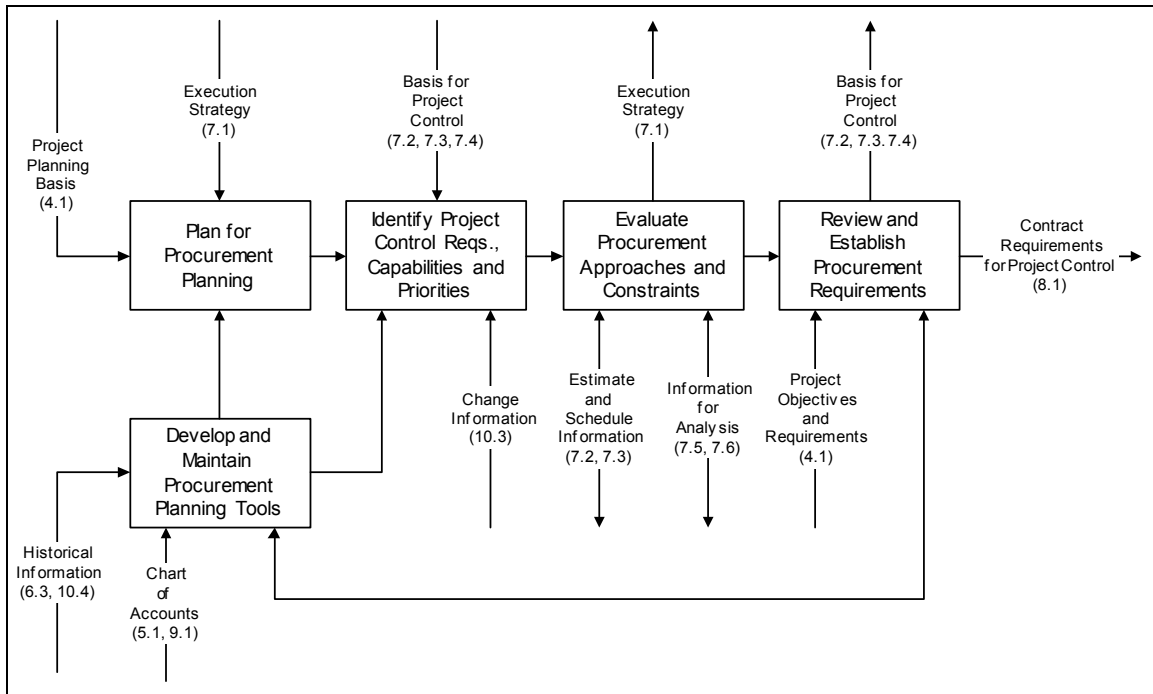 Execution
Strategy
(7.1)
Basis for
Project
Control
(7.2, 7.3, 7.4)
Execution
Strategy
(7.1)
Basis for
Project
Control
(7.2, 7.3. 7.4)
Project
Planning
Basis
(4.1)
Plan for
Procurement
Planning
Identify Project
Control Reqs.,
Capabilities and
Priorities
Evaluate
Procurement
Approaches and
Constraints
Review and
Establish
Procurement
Requirements
Contract
Requirements
for Project Control
(8.1)
Change
Information
(10.3)
Estimate
and
Schedule
Information
(7.2, 7.3)
Information
for
Analysis
(7.5, 7.6)
Project
Objectives
and
Requirements
(4.1)
Develop and
Maintain
Procurement
Planning Tools
Historical
Information
(6.3, 10.4)
Chart
of
Accounts
(5.1, 9.1)